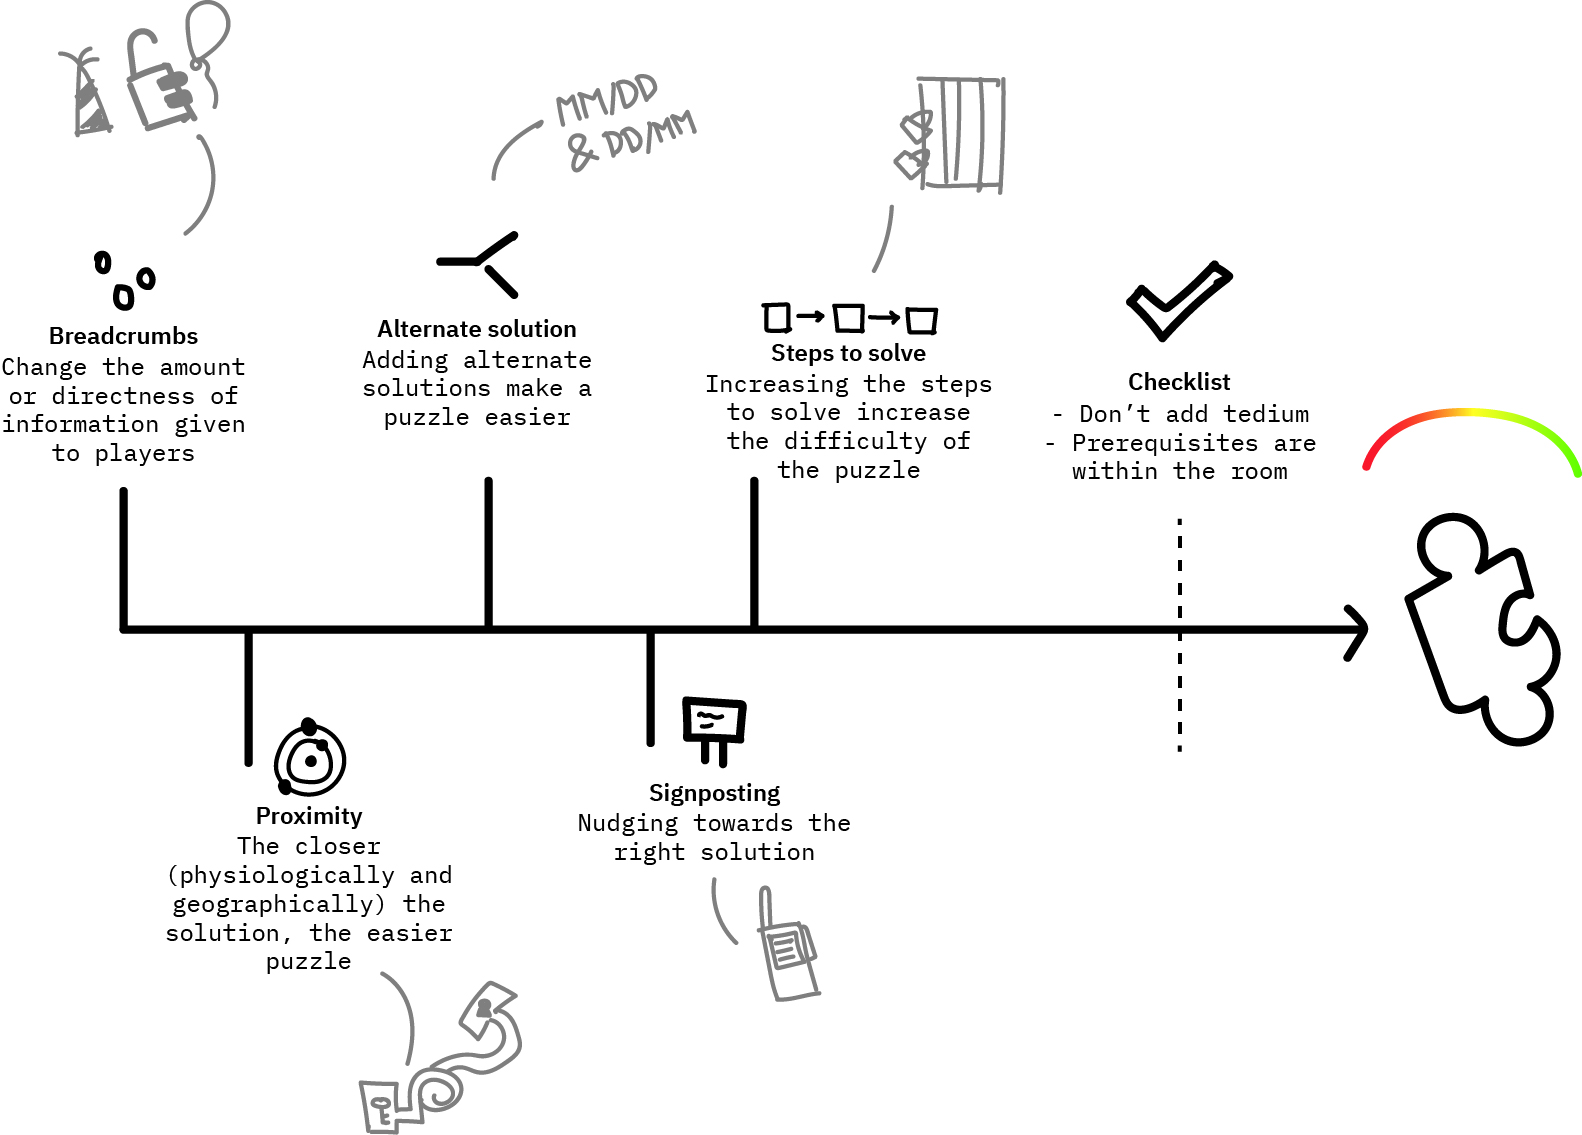 MM/DD
& DD/MM
Breadcrumbs
Change the amount
or directness of
information given
to players
Alternate solution
Adding alternate
solutions make a
puzzle easier
Steps to solve
Increasing the steps
to solve increase
the difficulty of
the puzzle
Checklist
- Don’t add tedium
- Prerequisites are
within the room
Proximity
The closer
(physiologically and
geographically) the
solution, the easier
puzzle
Signposting
Nudging towards the
right solution